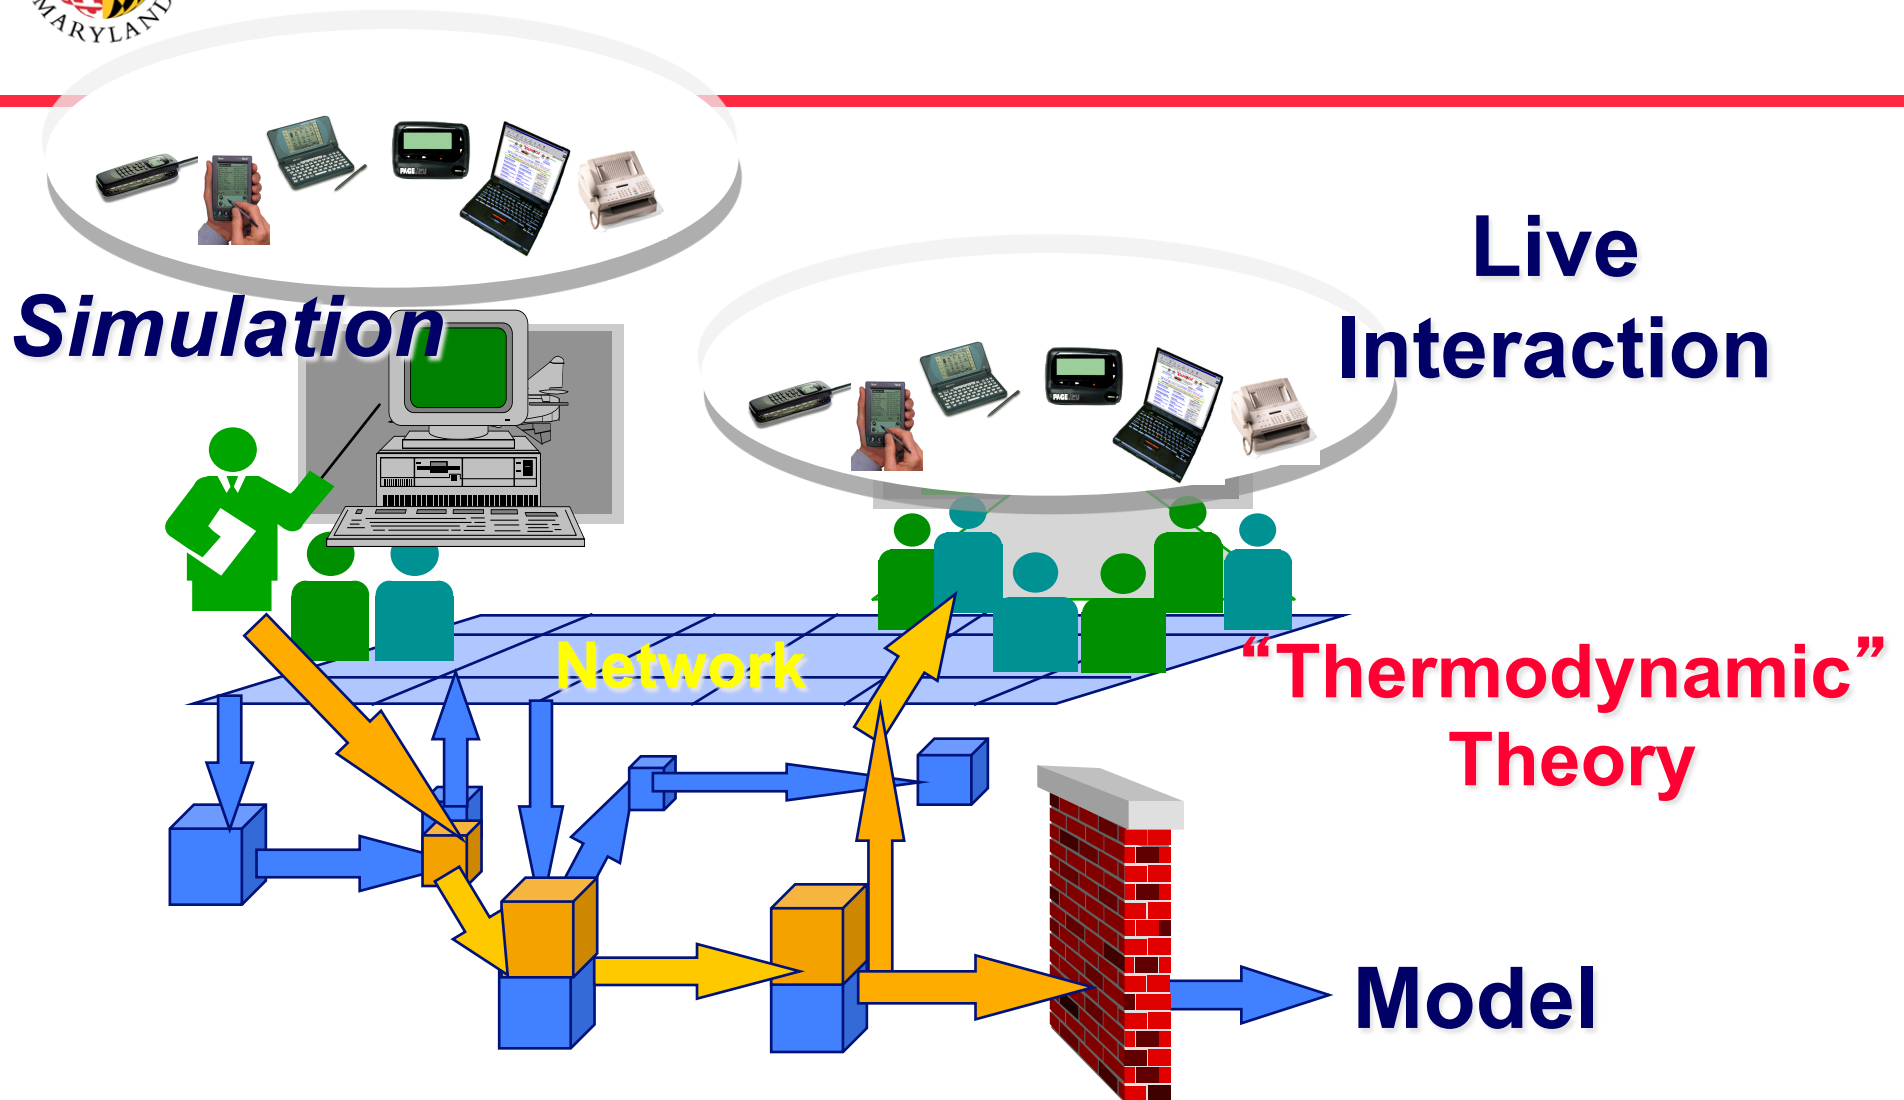 MARYLAND
Simulation
Live
Interaction
Network
“Thermodynamic”
Theory
Model